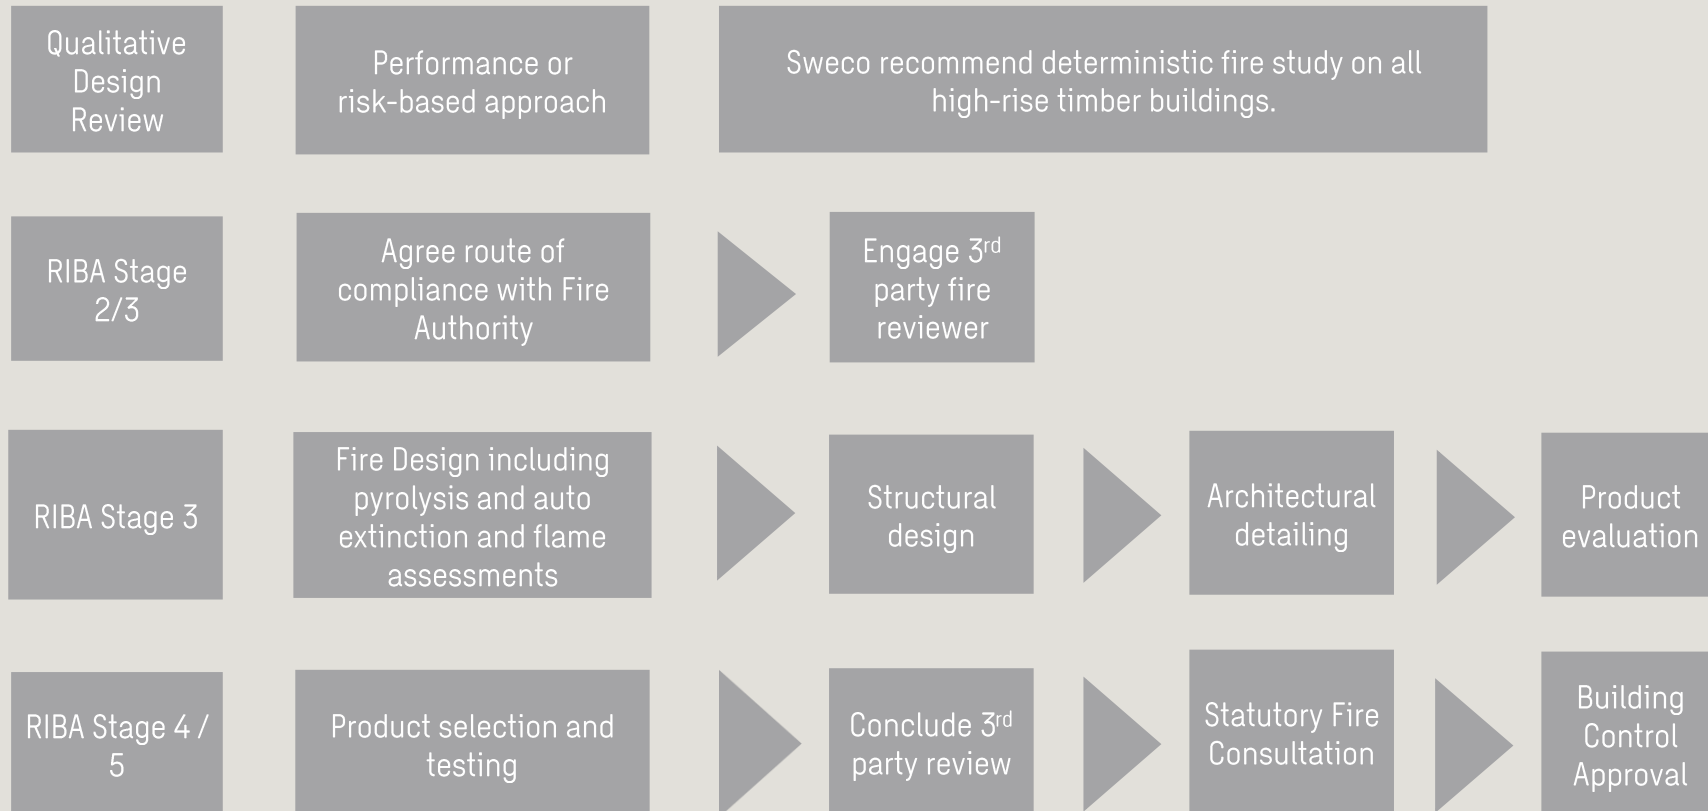 Qualitative
Design
Review
Performance or
risk-based approach
Sweco recommend deterministic fire study on all
high-rise timber buildings.
RIBA Stage
2/3
Agree route of
compliance with Fire
Authority
Engage 3rd
party fire
reviewer
RIBA Stage 3
Fire Design including
pyrolysis and auto
extinction and flame
assessments
Structural
design
Architectural
detailing
Product
evaluation
RIBA Stage 4 /
5
Product selection and
testing
Conclude 3rd
party review
Statutory Fire
Consultation
Building
Control
Approval